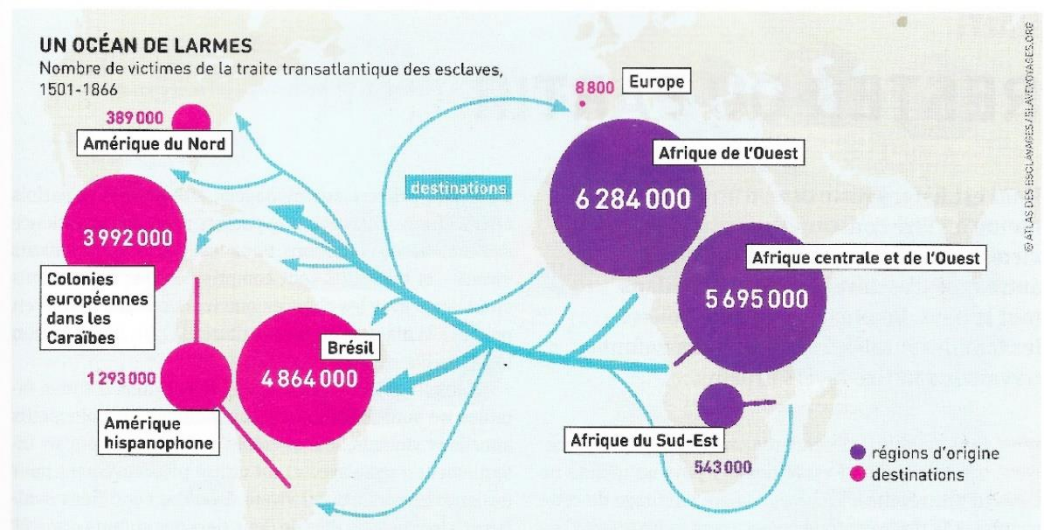 UN OCÉAN DE LARMES
Nombre de victimes de la traite transatlantique des esclaves,
1501-1866
389 000
Amérique du Nord
8 800
Europe
destinations
Afrique de l'Ouest
6 284 000
3 992 000
Colonies
européennes
dans les
Caraïbes
Afrique centrale et de l'Ouest
5 695 000
Brésil
4 864 000
1 293 000
Amérique
hispanophone
Afrique du Sud-Est
543 000
régions d'origine
destinations
© ATLAS DES ESCLAVAGES / SLAVEVOYAGES.ORG